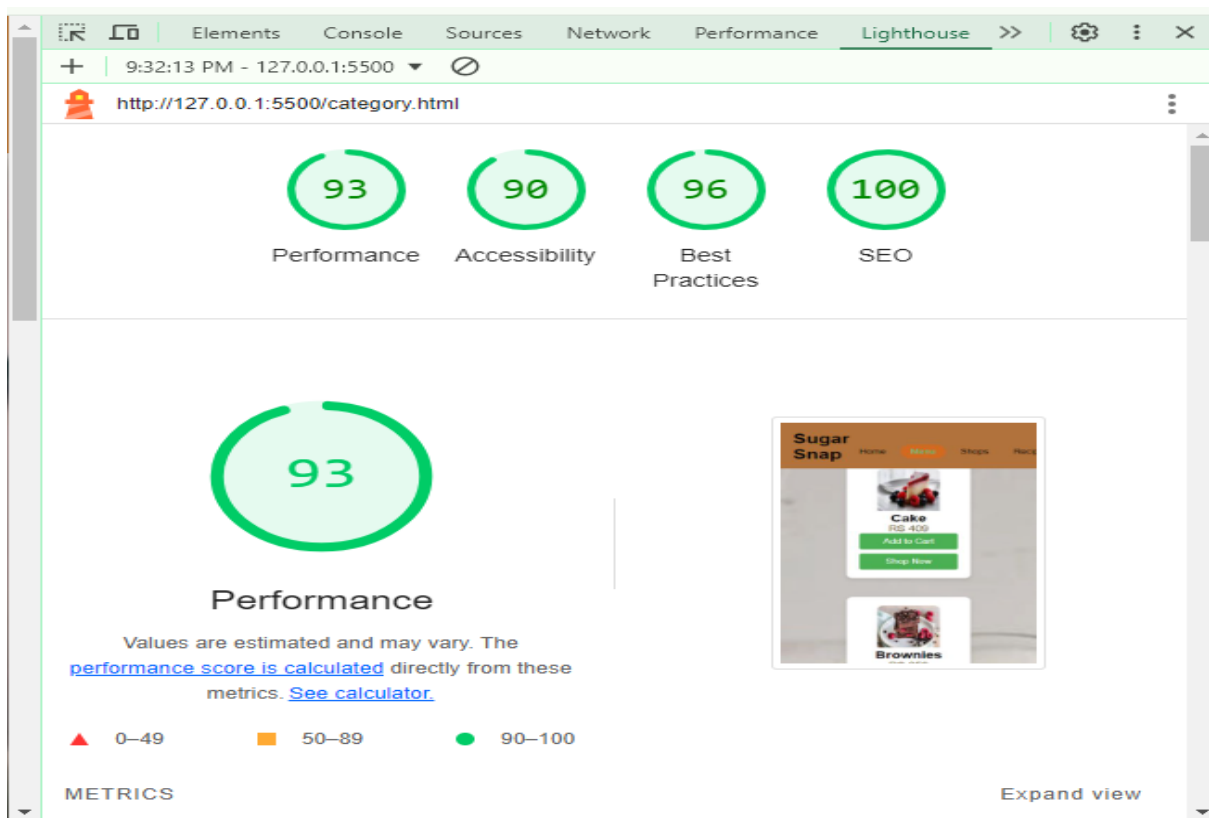 Elements Console Sources Network Performance Lighthouse >>
+ 9:32:13 PM - 127.0.0.1:5500
http://127.0.0.1:5500/category.html
93 90 96 100
Performance Accessibility Best Practices SEO
93
Performance
Values are estimated and may vary. The
performance score is calculated directly from these
metrics. See calculator.
0–49 50–89 90–100
METRICS Expand view
Sugar
Snap Home Menu Shops
Cake
RS 409
Add to Cart
Shop Now
Brownies